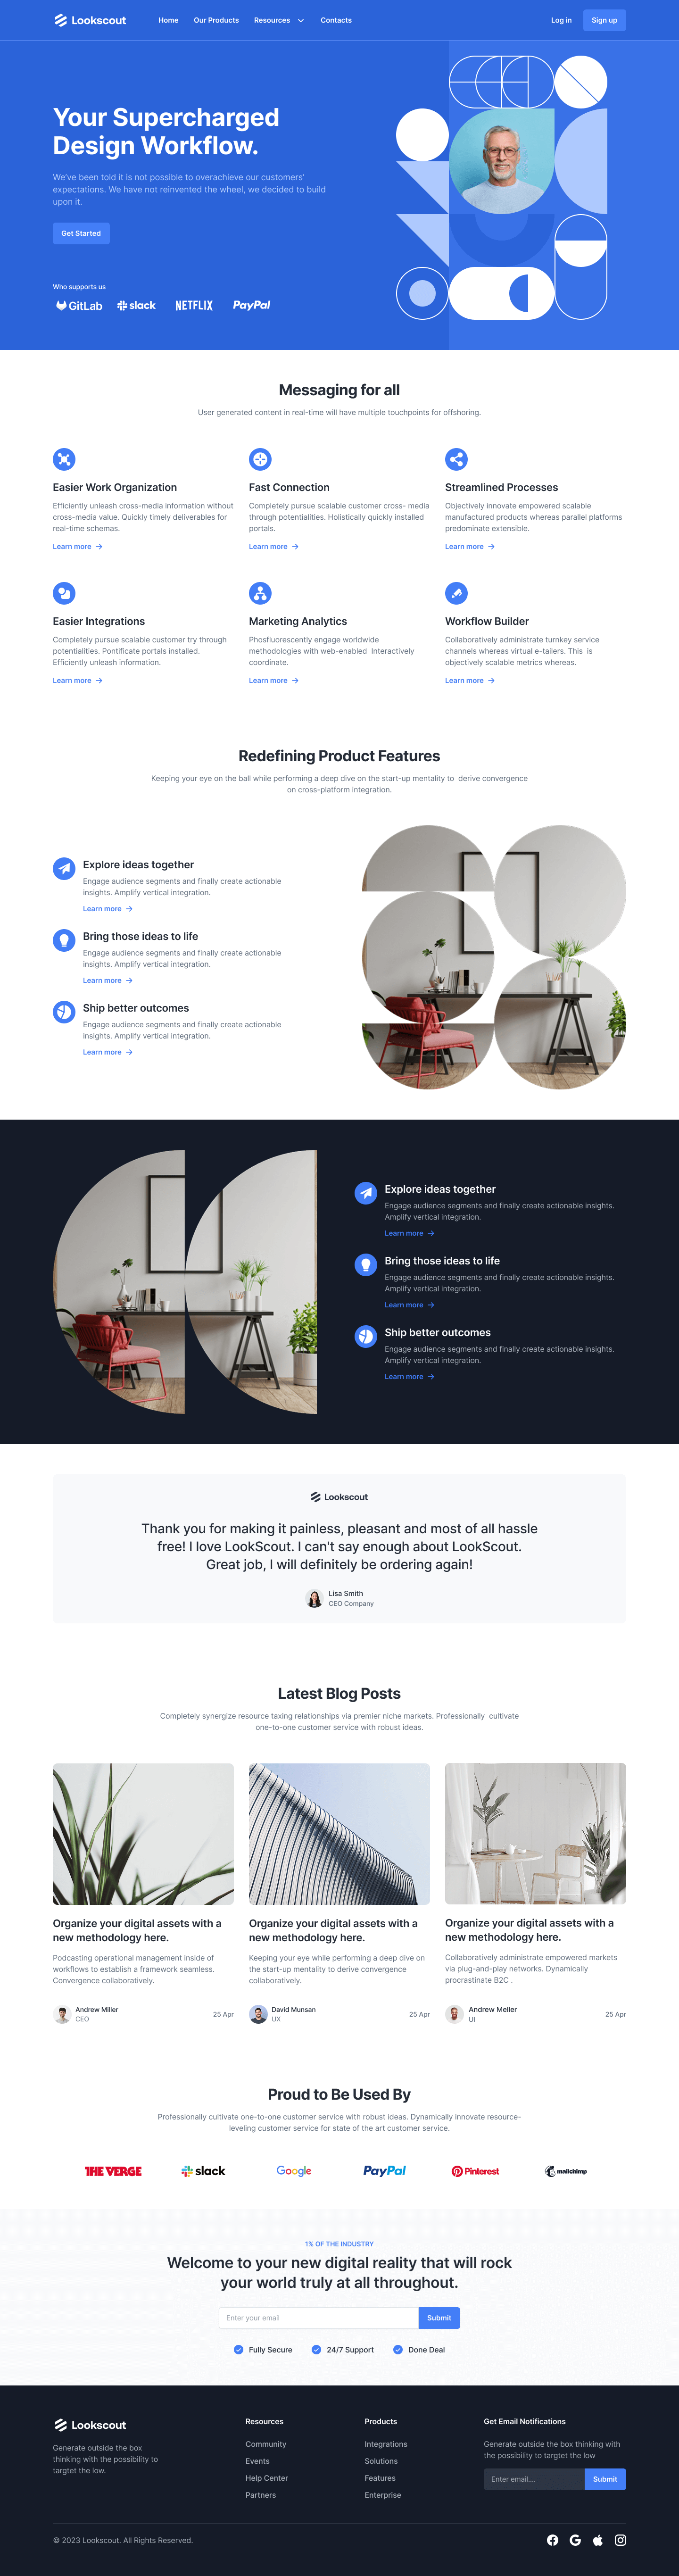 Lookscout
Home
Our Products
Resources
Contacts
Log in
Sign up
Your Supercharged
Design Workflow.
We've been told it is not possible to overachieve our customers'
expectations. We have not reinvented the wheel, we decided to build
upon it.
Get Started
Who supports us
GitLab
slack
NETFLIX
PayPal
Messaging for all
User generated content in real-time will have multiple touchpoints for offshoring.
Easier Work Organization
Efficiently unleash cross-media information without
cross-media value. Quickly timely deliverables for
real-time schemas.
Learn more
Fast Connection
Completely pursue scalable customer cross- media
through potentialities. Holistically quickly installed
portals.
Learn more
Streamlined Processes
Objectively innovate empowered scalable
manufactured products whereas parallel platforms
predominate extensible.
Learn more
Easier Integrations
Completely pursue scalable customer try through
potentialities. Pontificate portals installed.
Efficiently unleash information.
Learn more
Marketing Analytics
Phosfluorescently engage worldwide
methodologies with web-enabled Interactively
coordinate.
Learn more
Workflow Builder
Collaboratively administrate turnkey service
channels whereas virtual e-tailers. This is
objectively scalable metrics whereas.
Learn more
Redefining Product Features
Keeping your eye on the ball while performing a deep dive on the start-up mentality to derive convergence
on cross-platform integration.
Explore ideas together
Engage audience segments and finally create actionable
insights. Amplify vertical integration.
Learn more
Bring those ideas to life
Engage audience segments and finally create actionable
insights. Amplify vertical integration.
Learn more
Ship better outcomes
Engage audience segments and finally create actionable
insights. Amplify vertical integration.
Learn more
Explore ideas together
Engage audience segments and finally create actionable insights.
Amplify vertical integration.
Learn more
Bring those ideas to life
Engage audience segments and finally create actionable insights.
Amplify vertical integration.
Learn more
Ship better outcomes
Engage audience segments and finally create actionable insights.
Amplify vertical integration.
Learn more
Lookscout
Thank you for making it painless, pleasant and most of all hassle
free! I love LookScout. I can't say enough about LookScout.
Great job, I will definitely be ordering again!
Lisa Smith
CEO Company
Latest Blog Posts
Completely synergize resource taxing relationships via premier niche markets. Professionally cultivate
one-to-one customer service with robust ideas.
Organize your digital assets with a
new methodology here.
Podcasting operational management inside of
workflows to establish a framework seamless.
Convergence collaboratively.
Andrew Miller
CEO
25 Apr
Organize your digital assets with a
new methodology here.
Keeping your eye while performing a deep dive on
the start-up mentality to derive convergence
collaboratively.
David Munsan
UX
25 Apr
Organize your digital assets with a
new methodology here.
Collaboratively administrate empowered markets
via plug-and-play networks. Dynamically
procrastinate B2C .
Andrew Meller
UI
25 Apr
Proud to Be Used By
Professionally cultivate one-to-one customer service with robust ideas. Dynamically innovate resource-
leveling customer service for state of the art customer service.
THE VERGE
slack
Google
PayPal
Pinterest
mailchimp
1% OF THE INDUSTRY
Welcome to your new digital reality that will rock
your world truly at all throughout.
Enter your email
Submit
Fully Secure
24/7 Support
Done Deal
Lookscout
Generate outside the box
thinking with the possibility to
targtet the low.
Resources
Community
Events
Help Center
Partners
Products
Integrations
Solutions
Features
Enterprise
Get Email Notifications
Generate outside the box thinking with
the possibility to targtet the low
Enter email...
Submit
© 2023 Lookscout. All Rights Reserved.